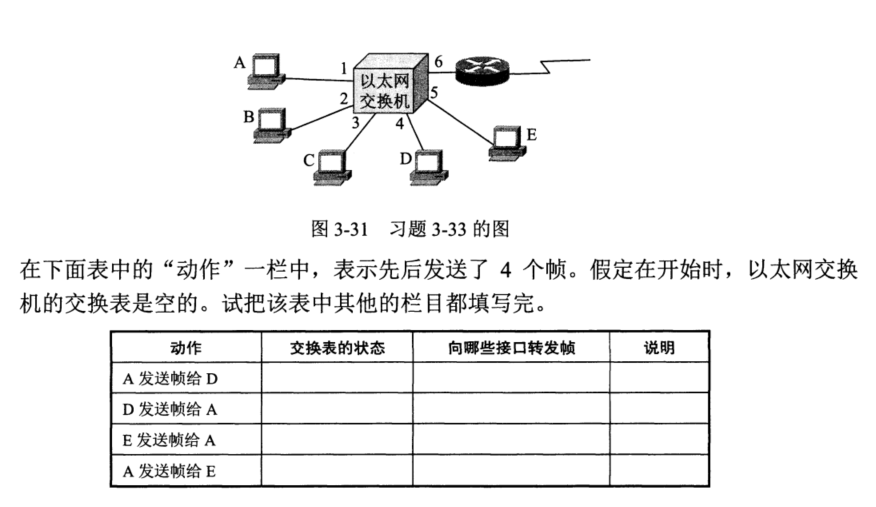 A
1
6
以太网
交换机
2
5
B
3
4
E
C
D
图 3-31 习题 3-33 的图
在下面表中的“动作”一栏中，表示先后发送了 4 个帧。假定在开始时，以太网交换
机的交换表是空的。试把该表中其他的栏目都填写完。
动作 交换表的状态 向哪些接口转发帧 说明
A 发送帧给 D
D 发送帧给 A
E 发送帧给 A
A 发送帧给 E